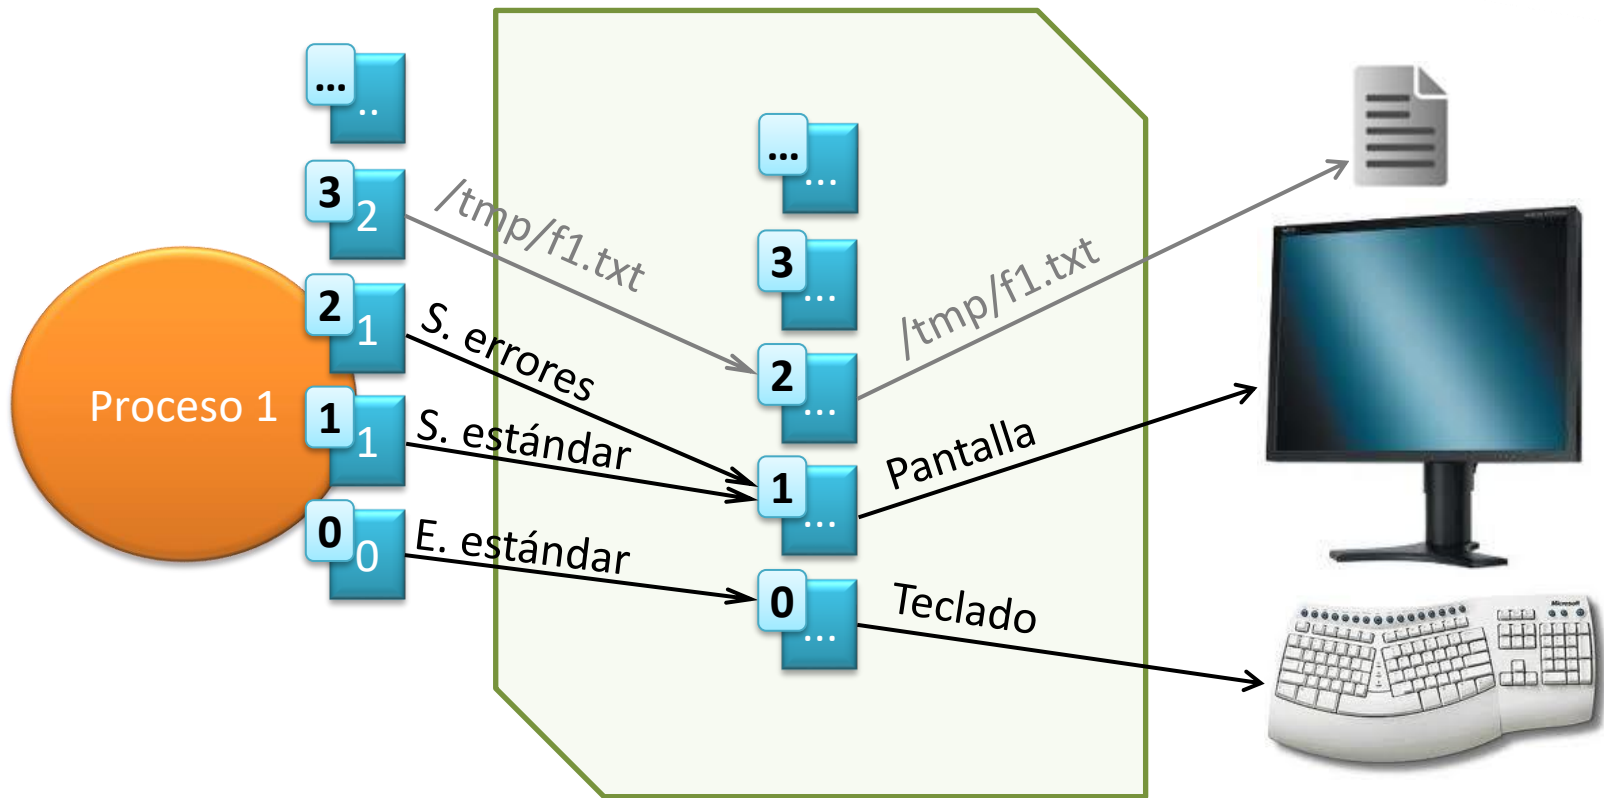 ...
..
3
2
2
1
Proceso 1
1
1
0
0
/tmp/f1.txt
S. errores
S. estándar
E. estándar
...
...
3
...
2
...
1
...
0
...
/tmp/f1.txt
Pantalla
Teclado
Microsoft